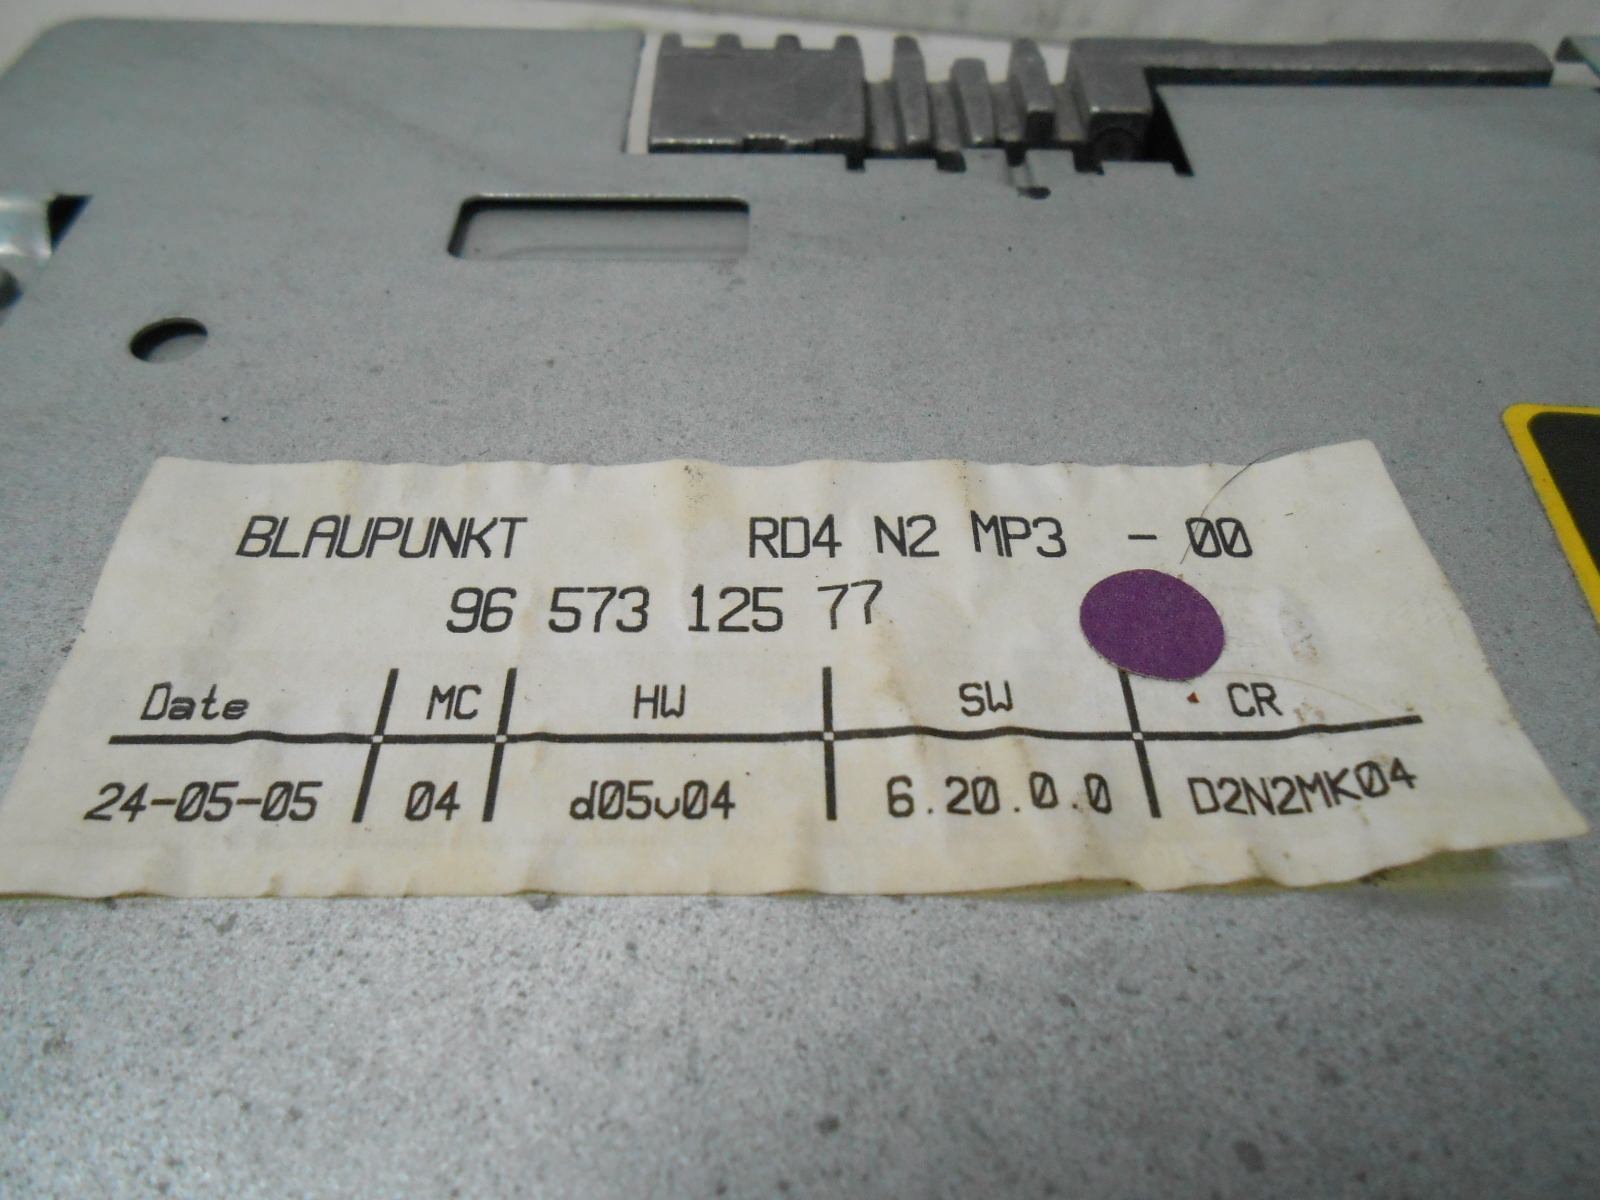 BLAUPUNKT RD4 N2 MP3 - 00
96 573 125 77
Date MC HW SW CR
24-05-05 04 d05v04 6.20.0.0 D2N2MK04